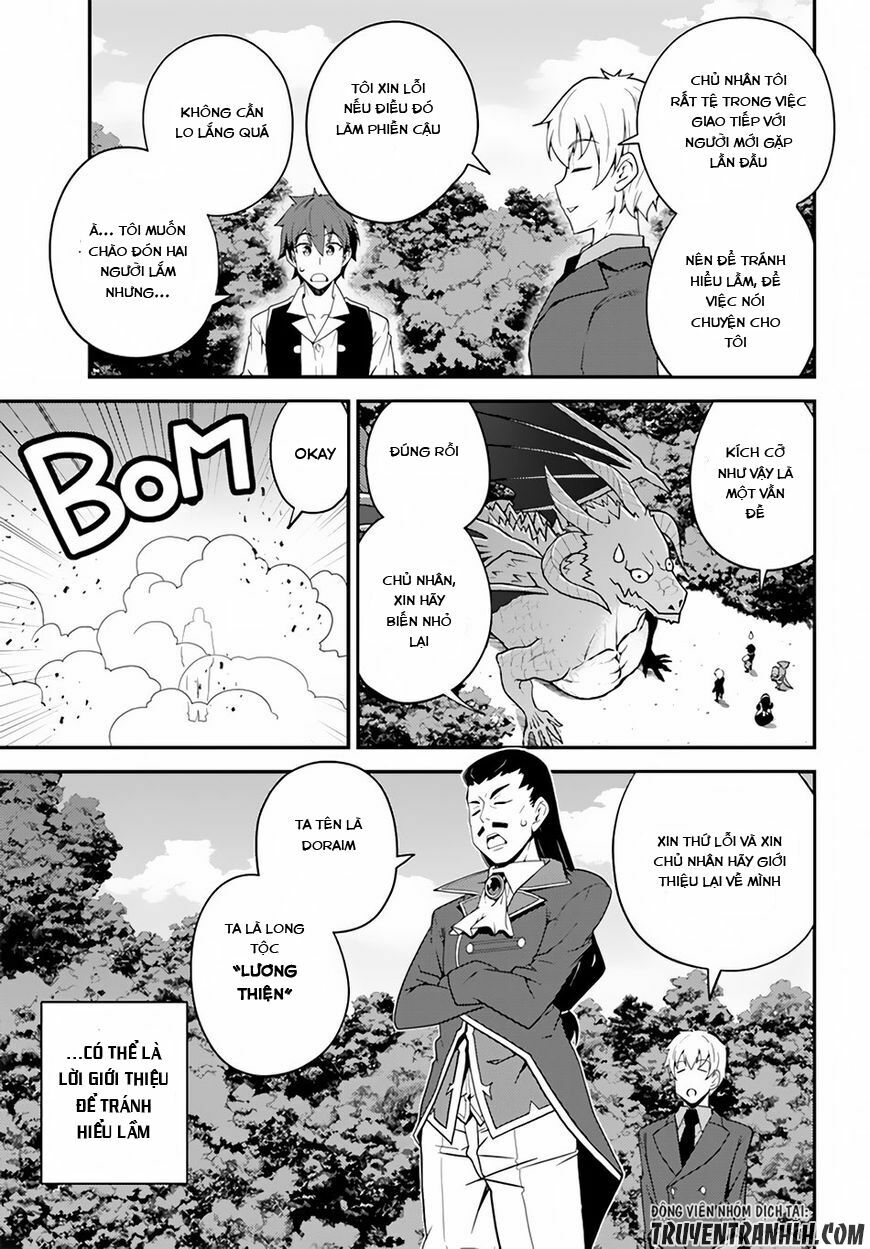 CHỦ NHÂN TÔI
RẤT TỆ TRONG VIỆC
GIAO TIẾP VỚI
NGƯỜI MỚI GẶP
LẦN ĐẦU
NÊN ĐỂ TRÁNH
HIỂU LẦM, ĐỂ
VIỆC NÓI
CHUYỆN CHO
TÔI
TÔI XIN LỖI
NẾU ĐIỀU ĐÓ
LÀM PHIỀN CẬU
KHÔNG CẦN
LO LẮNG QUÁ
À... TÔI MUỐN
CHÀO ĐÓN HAI
NGƯỜI LẮM
NHƯNG...
KÍCH CỠ
NHƯ VẬY LÀ
MỘT VẤN
ĐỀ
ĐÚNG RỒI
CHỦ NHÂN,
XIN HÃY
BIẾN NHỎ
LẠI
OKAY
BOM
XIN THỨ LỖI VÀ XIN
CHỦ NHÂN HÃY GIỚI
THIỆU LẠI VỀ MÌNH
TA TÊN LÀ
DORAIM
TA LÀ LONG
TỘC
"LƯƠNG
THIỆN"
...CÓ THỂ LÀ
LỜI GIỚI THIỆU
ĐỂ TRÁNH
HIỂU LẦM
ĐỘNG VIÊN NHÓM DỊCH TẠI:
TRUYENTRANHLH.COM